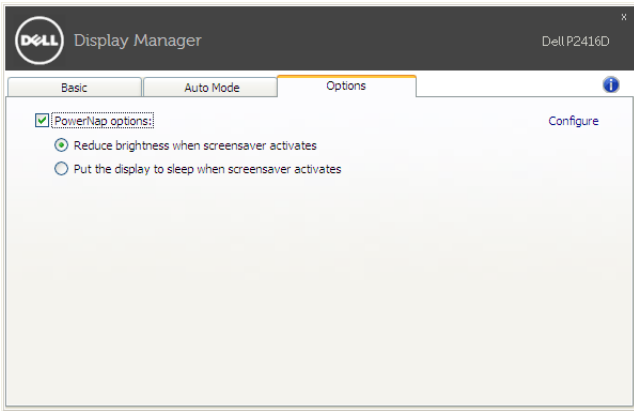 x
DELL Display Manager Dell P2416D
Basic Auto Mode Options i
PowerNap options: Configure
Reduce brightness when screensaver activates
Put the display to sleep when screensaver activates